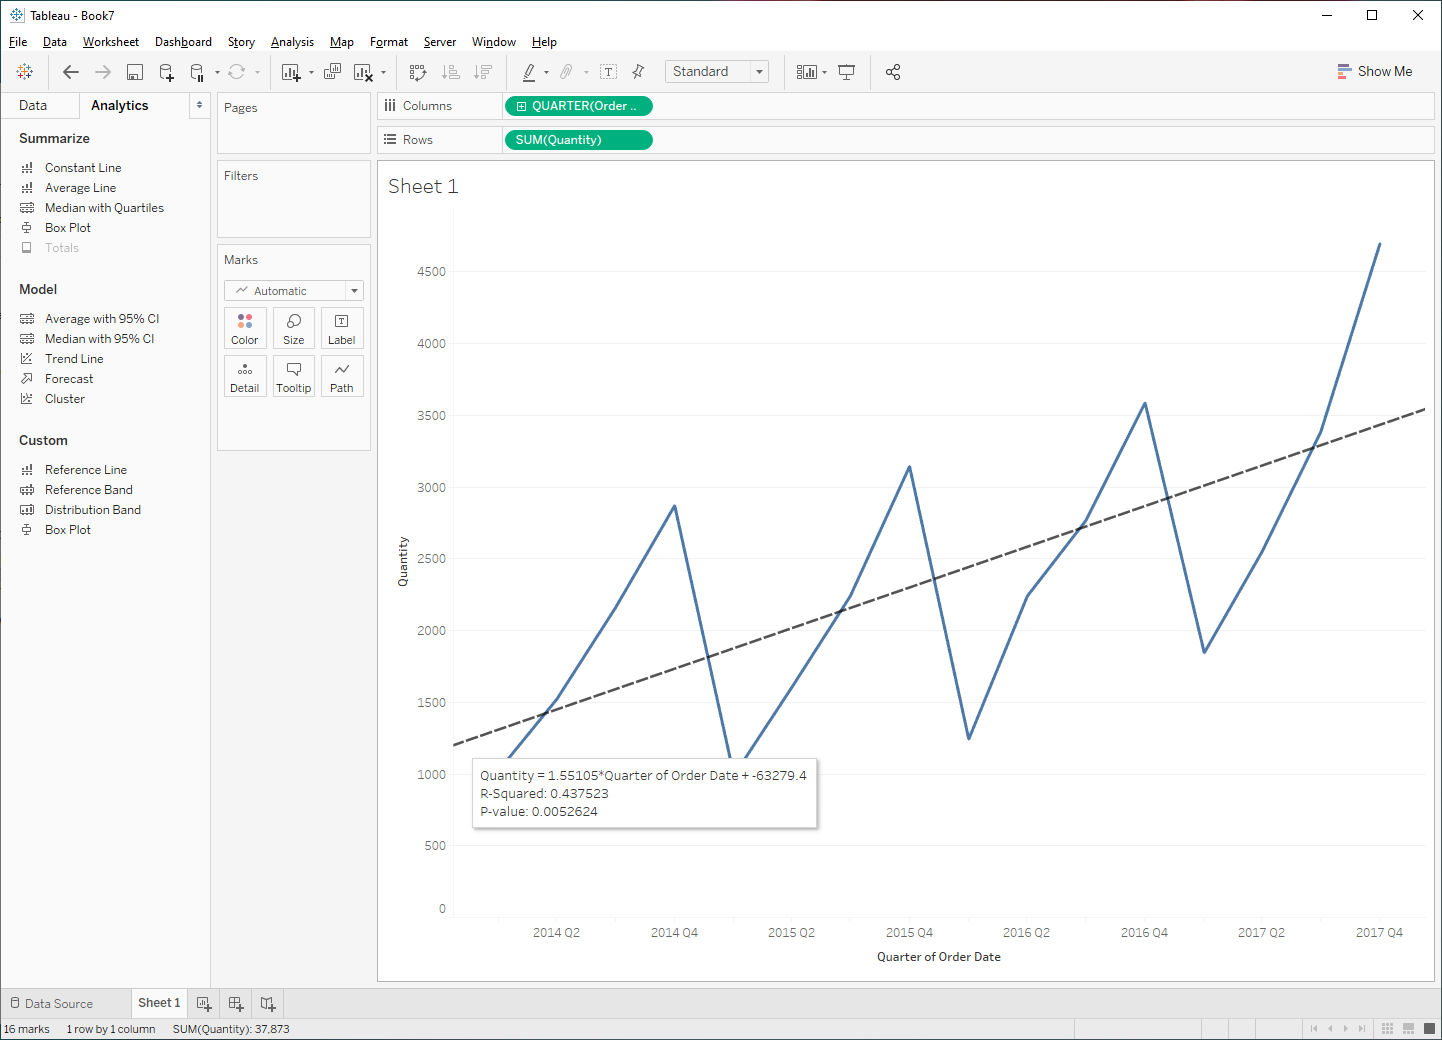 Tableau - Book7
File Data Worksheet Dashboard Story Analysis Map Format Server Window Help
Standard
Show Me
Data Analytics
Summarize
Constant Line
Average Line
Median with Quartiles
Box Plot
Totals
Model
Average with 95% CI
Median with 95% CI
Trend Line
Forecast
Cluster
Custom
Reference Line
Reference Band
Distribution Band
Box Plot
Pages
Filters
Marks
Automatic
Color Size Label
Detail Tooltip Path
Columns QUARTER(Order ..
Rows SUM(Quantity)
Sheet 1
4500
4000
3500
3000
2500
2000
1500
1000
500
0
Quantity
Quantity = 1.55105*Quarter of Order Date + -63279.4
R-Squared: 0.437523
P-value: 0.0052624
2014 Q2 2014 Q4 2015 Q2 2015 Q4 2016 Q2 2016 Q4 2017 Q2 2017 Q4
Quarter of Order Date
Data Source Sheet 1
16 marks 1 row by 1 column SUM(Quantity): 37,873